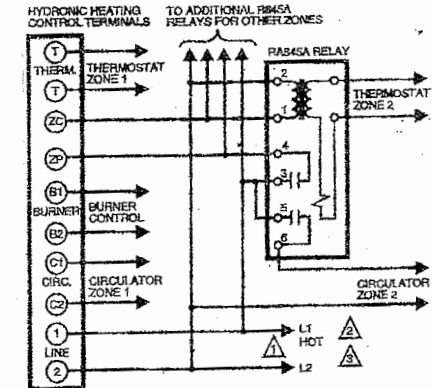 HYDRONIC HEATING
CONTROL TERMINALS
TO ADDITIONAL R845A
RELAYS FOR OTHER ZONES
RA845A RELAY
T
THERM.
T
THERMOSTAT
ZONE 1
ZC
ZP
B1
BURNER
B2
BURNER
CONTROL
C1
CIRC.
C2
CIRCULATOR
ZONE 1
1
LINE
2
2
1
4
3
5
6
THERMOSTAT
ZONE 2
CIRCULATOR
ZONE 2
L1
HOT
L2
1
2
3